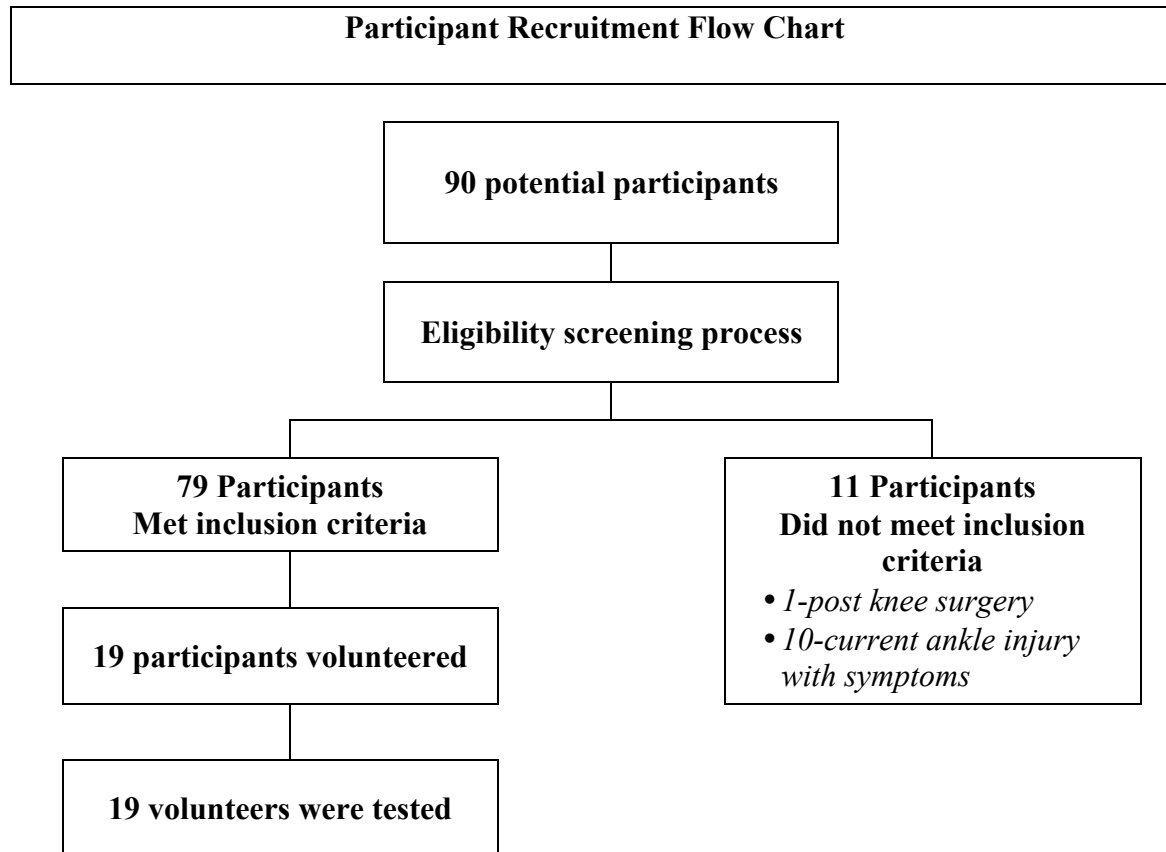 Participant Recruitment Flow Chart
90 potential participants
Eligibility screening process
79 Participants
Met inclusion criteria
11 Participants
Did not meet inclusion
criteria
• 1-post knee surgery
• 10-current ankle injury
with symptoms
19 participants volunteered
19 volunteers were tested